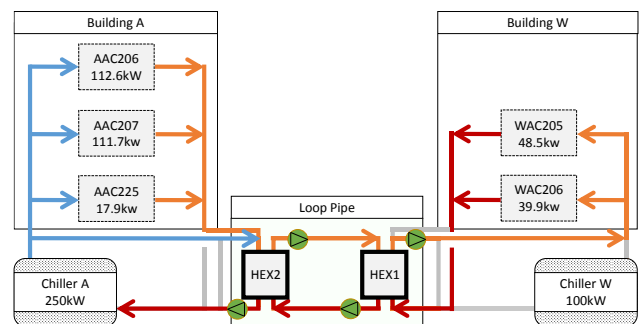 Building A
Building W
AAC206
112.6kW
AAC207
111.7kw
AAC225
17.9kw
WAC205
48.5kw
WAC206
39.9kw
Loop Pipe
HEX2
HEX1
Chiller A
250kW
Chiller W
100kW